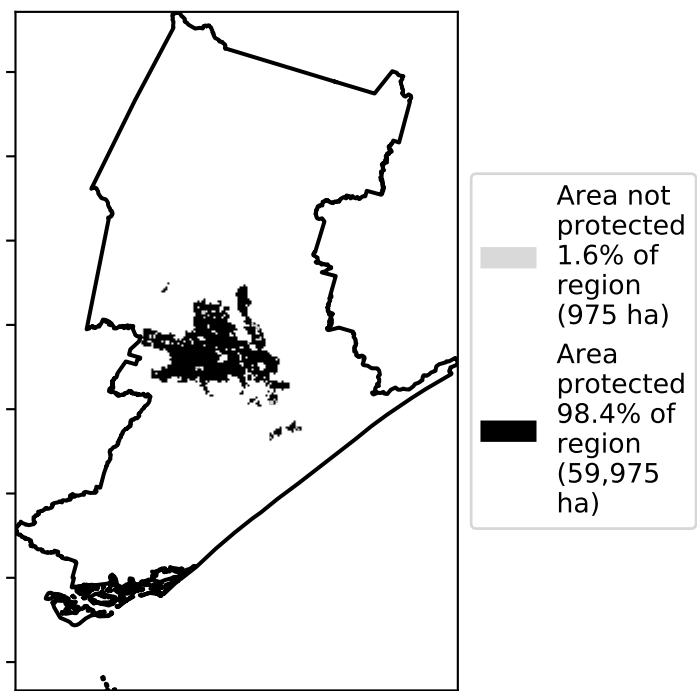 Area not
protected
1.6% of
region
(975 ha)
Area
protected
98.4% of
region
(59,975
ha)